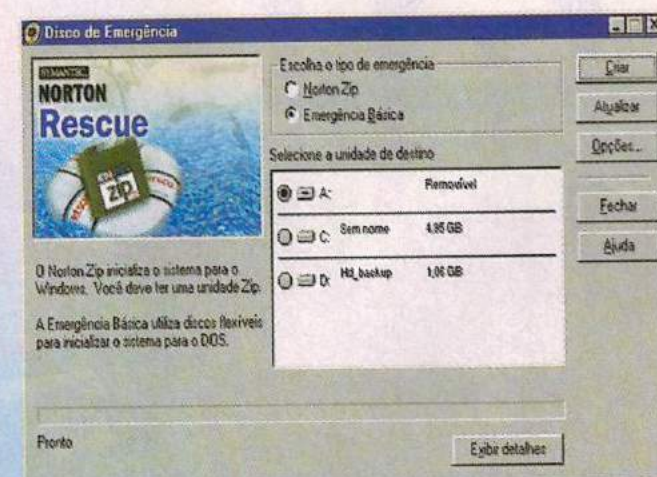 Disco de Emergência
SYMANTEC.
NORTON
Rescue
ZIP
O Norton Zip inicializa o sistema para o
Windows. Você deve ter uma unidade Zip.
A Emergência Básica utiliza discos flexíveis
para inicializar o sistema para o DOS.
Pronto
Escolha o tipo de emergência
Norton Zip
Emergência Básica
Selecione a unidade de destino
A: Removível
C: Sem nome 4,95 GB
D: Hd_backup 1,06 GB
Exibir detalhes
Criar
Atualizar
Opções...
Fechar
Ajuda